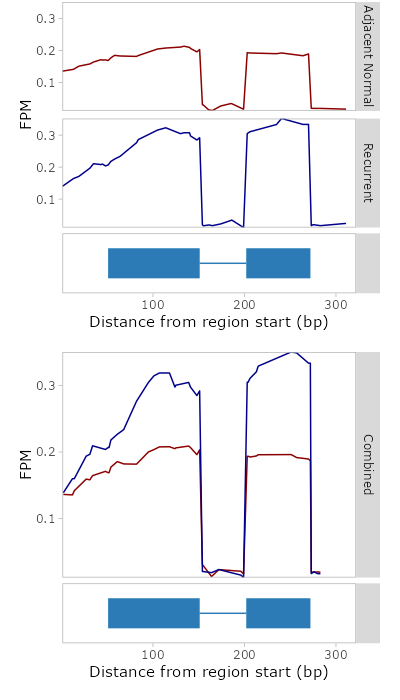 0.3
0.2
0.1
Adjacent Normal
FPM
0.3
0.2
0.1
Recurrent
100
200
300
Distance from region start (bp)
0.3
0.2
0.1
FPM
Combined
100
200
300
Distance from region start (bp)